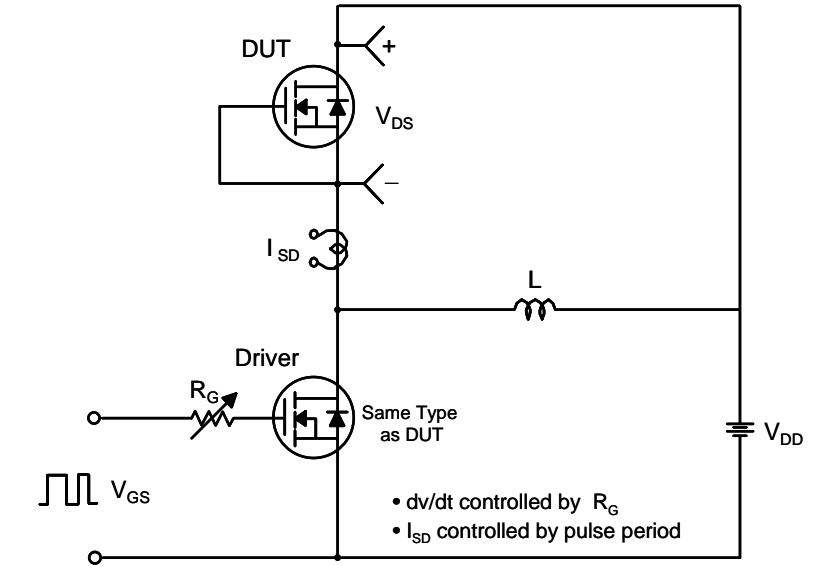 DUT
+
VDS
–
ISD
L
Driver
RG
Same Type
as DUT
VDD
VGS
• dv/dt controlled by RG
• ISD controlled by pulse period